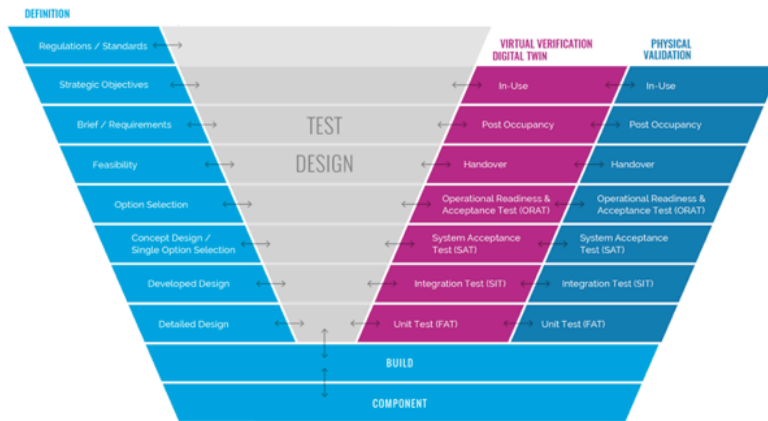 DEFINITION
Regulations / Standards
Strategic Objectives
Brief / Requirements
Feasibility
Option Selection
Concept Design /
Single Option Selection
Developed Design
Detailed Design
TEST
DESIGN
VIRTUAL VERIFICATION
DIGITAL TWIN
In-Use
Post Occupancy
Handover
Operational Readiness &
Acceptance Test (ORAT)
System Acceptance
Test (SAT)
Integration Test (SIT)
Unit Test (FAT)
PHYSICAL
VALIDATION
In-Use
Post Occupancy
Handover
Operational Readiness &
Acceptance Test (ORAT)
System Acceptance
Test (SAT)
Integration Test (SIT)
Unit Test (FAT)
BUILD
COMPONENT